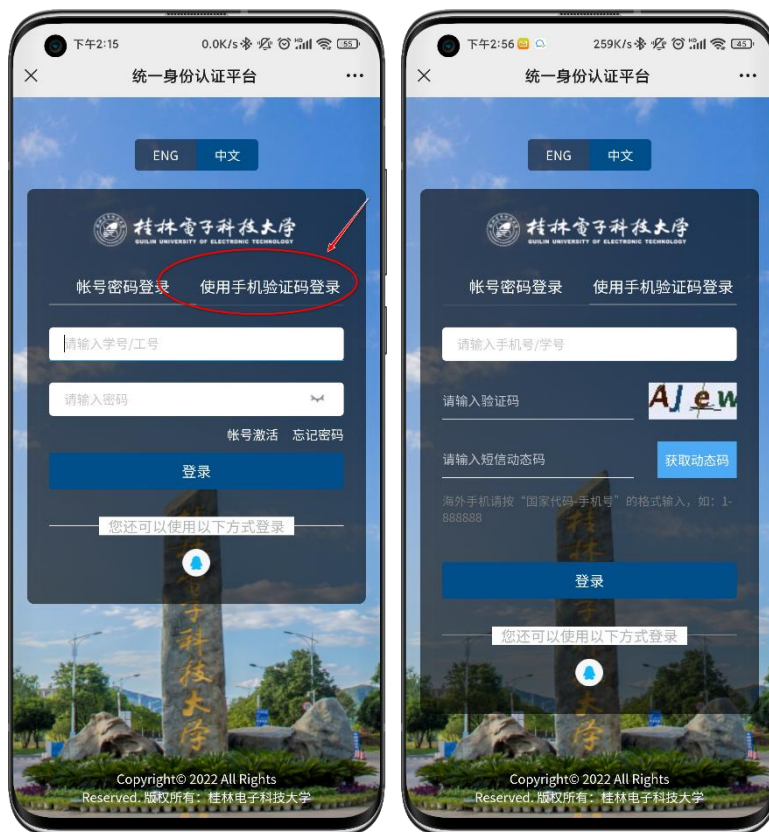 下午2:15
0.0K/s
55
统一身份认证平台
ENG 中文
桂林電子科技大学
GUILIN UNIVERSITY OF ELECTRONIC TECHNOLOGY
帐号密码登录 使用手机验证码登录
请输入学号/工号
请输入密码
帐号激活 忘记密码
登录
您还可以使用以下方式登录
子
科
技
大
学
Copyright© 2022 All Rights
Reserved. 版权所有：桂林电子科技大学
下午2:56
259K/s
45
统一身份认证平台
ENG 中文
桂林電子科技大学
GUILIN UNIVERSITY OF ELECTRONIC TECHNOLOGY
帐号密码登录 使用手机验证码登录
请输入手机号/学号
请输入验证码
AJew
请输入短信动态码 获取动态码
海外手机请按“国家代码-手机号”的格式输入，如：1-
888888
登录
您还可以使用以下方式登录
学
Copyright© 2022 All Rights
Reserved. 版权所有：桂林电子科技大学